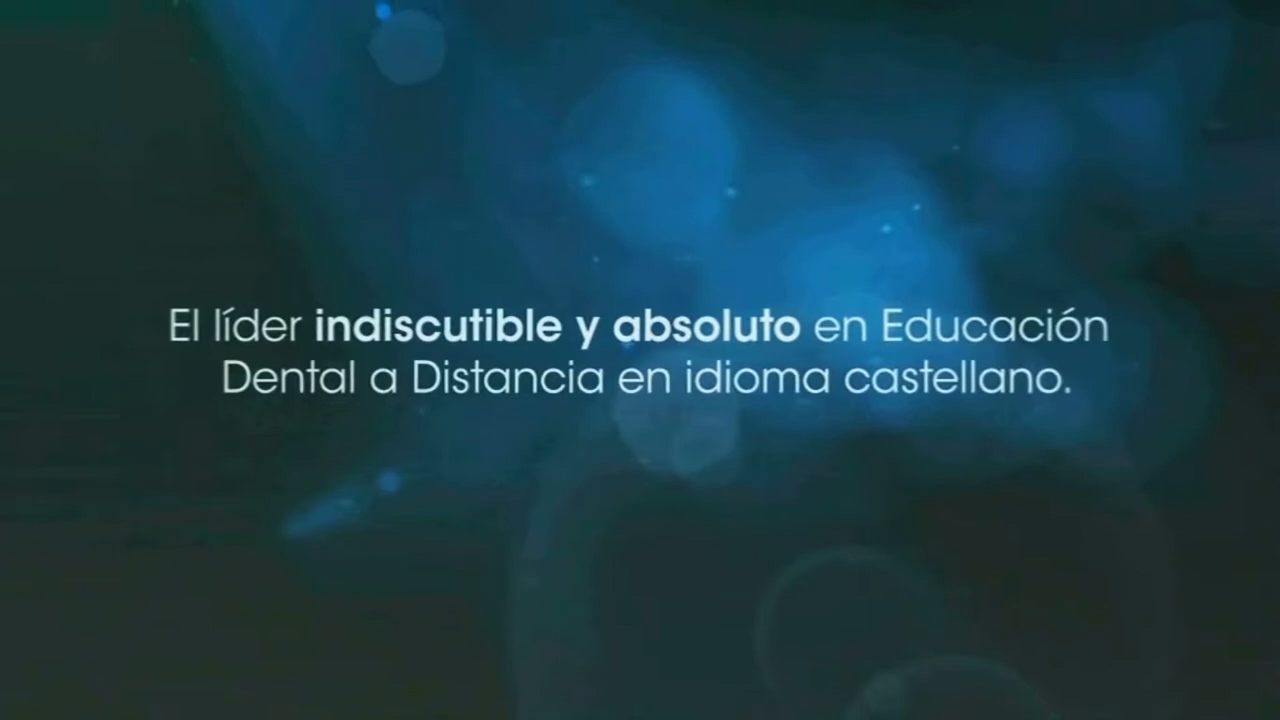 El líder indiscutible y absoluto en Educación
Dental a Distancia en idioma castellano.